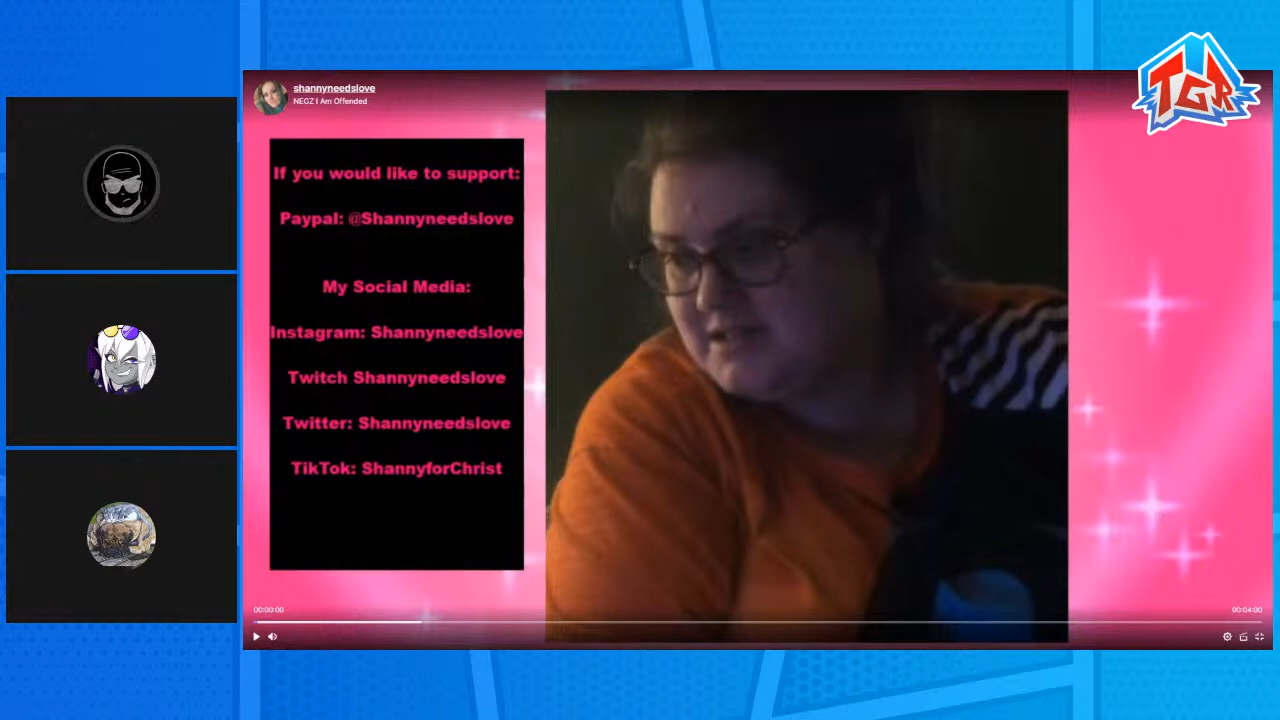 shannyneedslove
NEGZ I Am Offended
TGR
If you would like to support:
Paypal: @Shannyneedslove
My Social Media:
Instagram: Shannyneedslove
Twitch Shannyneedslove
Twitter: Shannyneedslove
TikTok: ShannyforChrist
00:00:00
00:04:00